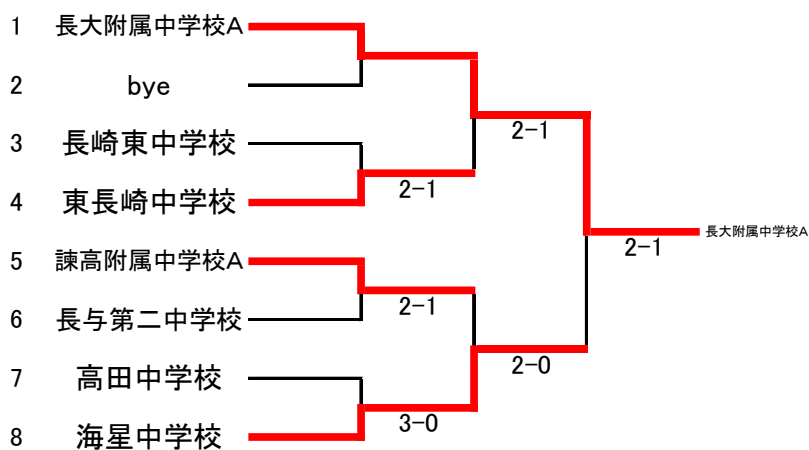 1 長大附属中学校A
2 bye
2-1
3 長崎東中学校
2-1
4 東長崎中学校
2-1 長大附属中学校A
5 諫高附属中学校A
2-1
6 長与第二中学校
2-0
7 高田中学校
3-0
8 海星中学校